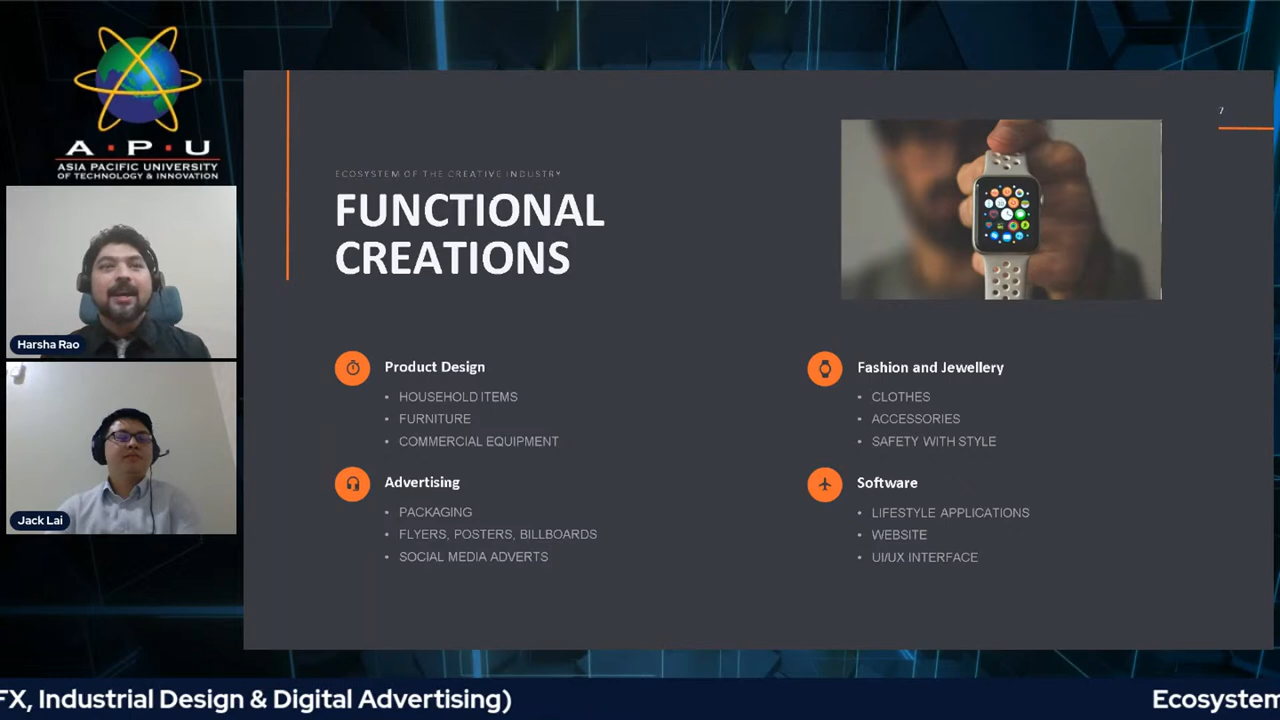 A·P·U
ASIA PACIFIC UNIVERSITY
OF TECHNOLOGY & INNOVATION
Harsha Rao
Jack Lai
7
ECOSYSTEM OF THE CREATIVE INDUSTRY
FUNCTIONAL
CREATIONS
Product Design
• HOUSEHOLD ITEMS
• FURNITURE
• COMMERCIAL EQUIPMENT
Advertising
• PACKAGING
• FLYERS, POSTERS, BILLBOARDS
• SOCIAL MEDIA ADVERTS
Fashion and Jewellery
• CLOTHES
• ACCESSORIES
• SAFETY WITH STYLE
Software
• LIFESTYLE APPLICATIONS
• WEBSITE
• UI/UX INTERFACE
FX, Industrial Design & Digital Advertising)
Ecosystem